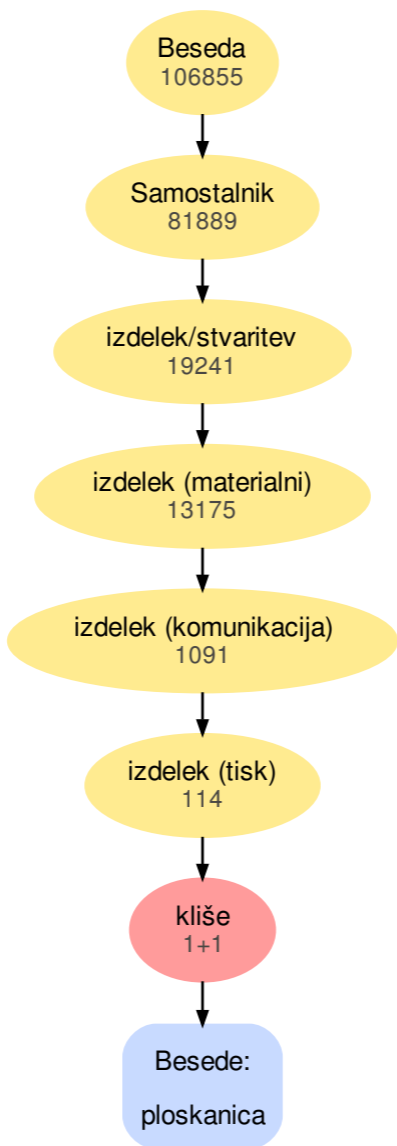 Beseda
106855
Samostalnik
81889
izdelek/stvaritev
19241
izdelek (materialni)
13175
izdelek (komunikacija)
1091
izdelek (tisk)
114
kliše
1+1
Besede:
ploskanica